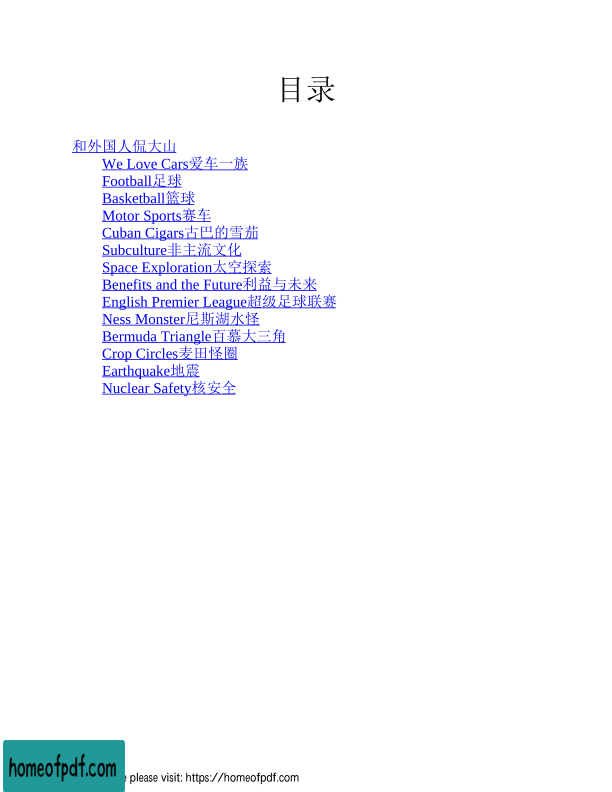 目录
和外国人侃大山
We Love Cars爱车一族
Football足球
Basketball篮球
Motor Sports赛车
Cuban Cigars古巴的雪茄
Subculture非主流文化
Space Exploration太空探索
Benefits and the Future利益与未来
English Premier League超级足球联赛
Ness Monster尼斯湖水怪
Bermuda Triangle百慕大三角
Crop Circles麦田怪圈
Earthquake地震
Nuclear Safety核安全
homeofpdf.com
please visit: https://homeofpdf.com